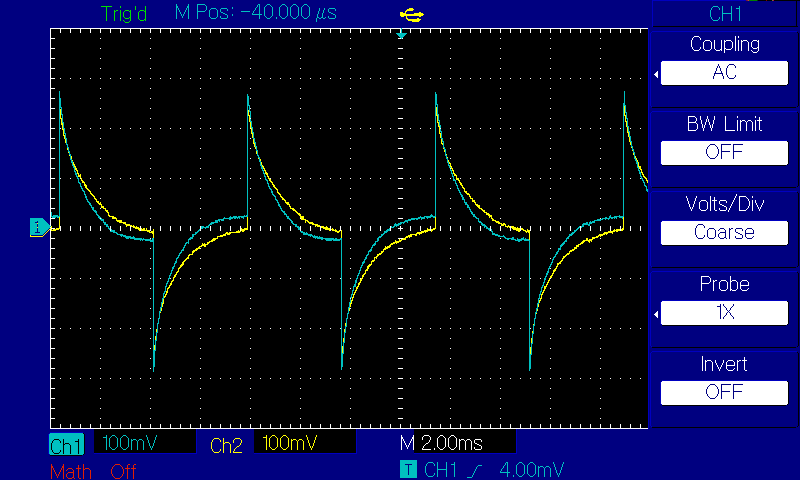 Trig'd M Pos: -40.000 µs CH1
Coupling
AC
BW Limit
OFF
Volts/Div
Coarse
Probe
1X
Invert
OFF
1
Ch1 100mV Ch2 100mV M 2.00ms
Math Off T CH1 4.00mV